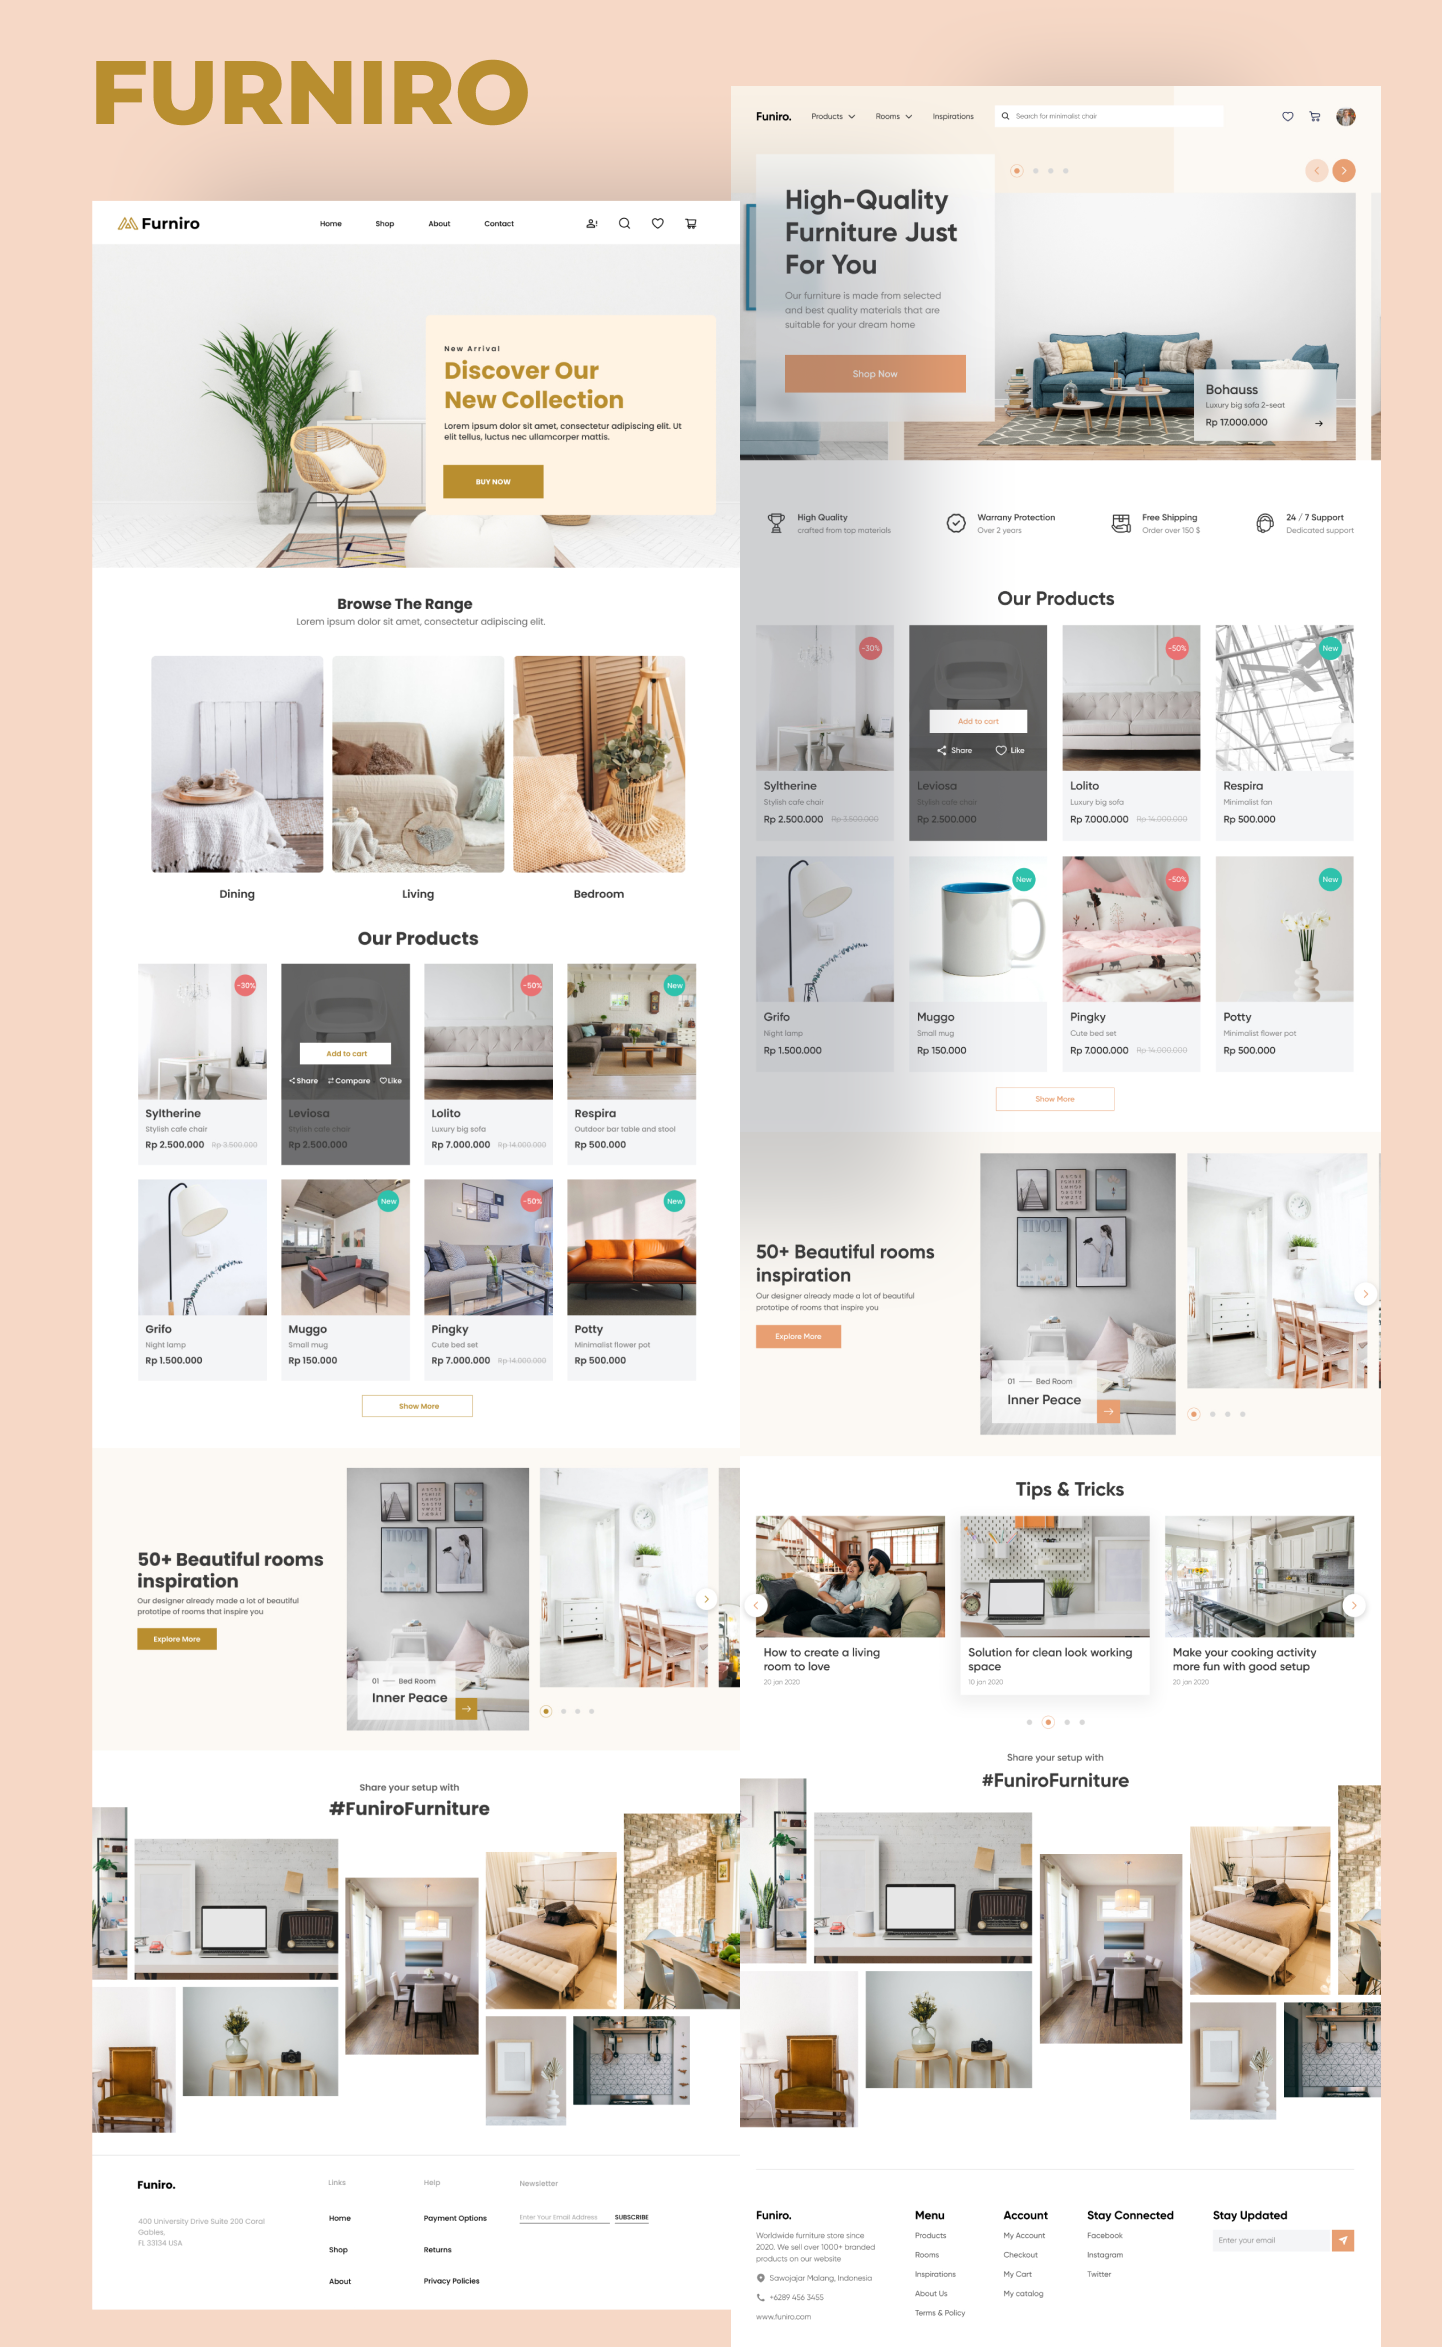 FURNIRO
Furniro
Home
Shop
About
Contact
New Arrival
Discover Our
New Collection
Lorem ipsum dolor sit amet, consectetur adipiscing elit. Ut
elit tellus, luctus nec ullamcorper mattis.
BUY NOW
Browse The Range
Lorem ipsum dolor sit amet, consectetur adipiscing elit.
Dining
Living
Bedroom
Our Products
-30%
Add to cart
Share
Compare
Like
-50%
New
Syltherine
Stylish cafe chair
Rp 2.500.000 Rp 3.500.000
Leviosa
Stylish cafe chair
Rp 2.500.000
Lolito
Luxury big sofa
Rp 7.000.000 Rp 14.000.000
Respira
Outdoor bar table and stool
Rp 500.000
New
-50%
New
Grifo
Night lamp
Rp 1.500.000
Muggo
Small mug
Rp 150.000
Pingky
Cute bed set
Rp 7.000.000 Rp 14.000.000
Potty
Minimalist flower pot
Rp 500.000
Show More
50+ Beautiful rooms
inspiration
Our designer already made a lot of beautiful
prototipe of rooms that inspire you
Explore More
TIVOLI
01 — Bed Room
Inner Peace
Share your setup with
#FuniroFurniture
Funiro.
400 University Drive Suite 200 Coral
Gables,
FL 33134 USA
Links
Home
Shop
About
Help
Payment Options
Returns
Privacy Policies
Newsletter
Enter Your Email Address
SUBSCRIBE
Funiro.
Products
Rooms
Inspirations
Search for minimalist chair
High-Quality
Furniture Just
For You
Our furniture is made from selected
and best quality materials that are
suitable for your dream home
Shop Now
Bohauss
Luxury big sofa 2-seat
Rp 17.000.000
High Quality
crafted from top materials
Warrany Protection
Over 2 years
Free Shipping
Order over 150 $
24 / 7 Support
Dedicated support
Our Products
-30%
Add to cart
Share
Like
-50%
New
Syltherine
Stylish cafe chair
Rp 2.500.000 Rp 3.500.000
Leviosa
Stylish cafe chair
Rp 2.500.000
Lolito
Luxury big sofa
Rp 7.000.000 Rp 14.000.000
Respira
Minimalist fan
Rp 500.000
New
-50%
New
Grifo
Night lamp
Rp 1.500.000
Muggo
Small mug
Rp 150.000
Pingky
Cute bed set
Rp 7.000.000 Rp 14.000.000
Potty
Minimalist flower pot
Rp 500.000
Show More
50+ Beautiful rooms
inspiration
Our designer already made a lot of beautiful
prototipe of rooms that inspire you
Explore More
TIVOLI
01 — Bed Room
Inner Peace
Tips & Tricks
How to create a living
room to love
20 jan 2020
Solution for clean look working
space
10 jan 2020
Make your cooking activity
more fun with good setup
20 jan 2020
Share your setup with
#FuniroFurniture
Funiro.
Worldwide furniture store since
2020. We sell over 1000+ branded
products on our website
Sawojajar Malang, Indonesia
+6289 456 3455
www.funiro.com
Menu
Products
Rooms
Inspirations
About Us
Terms & Policy
Account
My Account
Checkout
My Cart
My catalog
Stay Connected
Facebook
Instagram
Twitter
Stay Updated
Enter your email